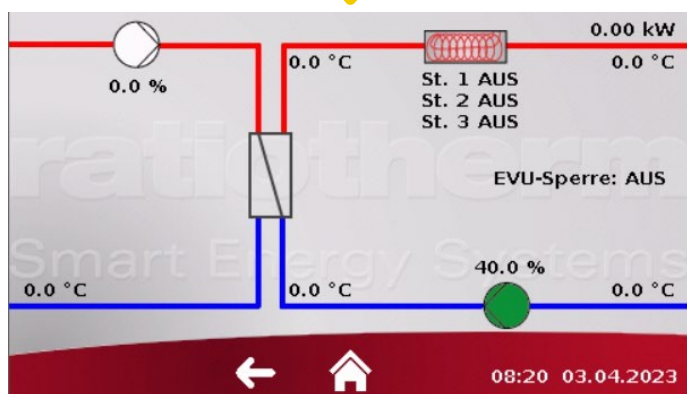 0.00 kW
0.0 °C
0.0 °C
0.0 %
St. 1 AUS
St. 2 AUS
St. 3 AUS
ratiotherm
EVU-Sperre: AUS
Smart Energy Systems
40.0 %
0.0 °C
0.0 °C
0.0 °C
08:20 03.04.2023